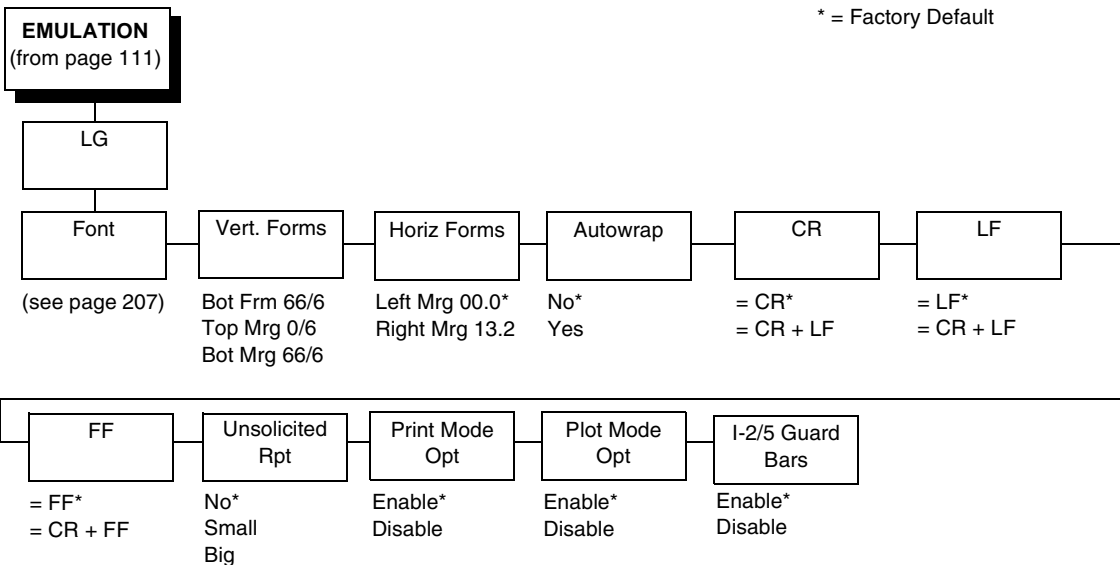 * = Factory Default
EMULATION
(from page 111)
LG
Font
(see page 207)
Vert. Forms
Bot Frm 66/6
Top Mrg 0/6
Bot Mrg 66/6
Horiz Forms
Left Mrg 00.0*
Right Mrg 13.2
Autowrap
No*
Yes
CR
= CR*
= CR + LF
LF
= LF*
= CR + LF
FF
= FF*
= CR + FF
Unsolicited
Rpt
No*
Small
Big
Print Mode
Opt
Enable*
Disable
Plot Mode
Opt
Enable*
Disable
I-2/5 Guard
Bars
Enable*
Disable